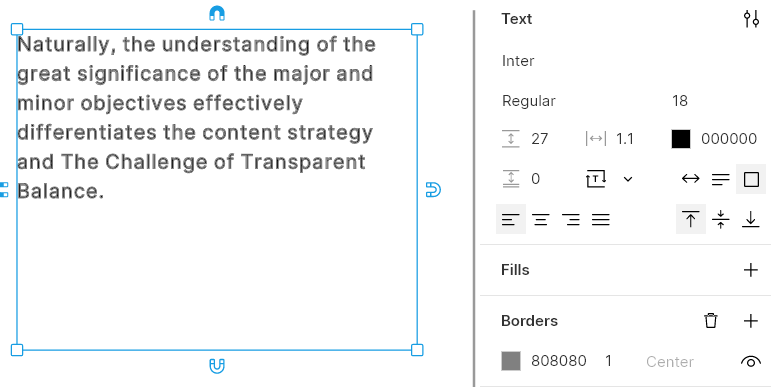 Naturally, the understanding of the
great significance of the major and
minor objectives effectively
differentiates the content strategy
and The Challenge of Transparent
Balance.
Text
Inter
Regular 18
27 1.1 000000
0 T
Fills
Borders
808080 1 Center